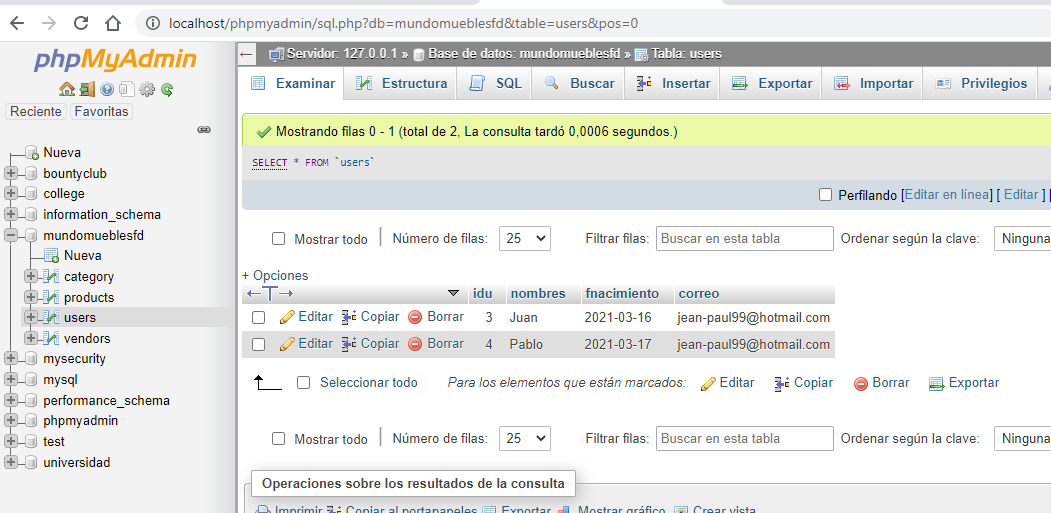 localhost/phpmyadmin/sql.php?db=mundomueblesfd&table=users&pos=0
phpMyAdmin
Reciente Favoritas
Nueva
bountyclub
college
information_schema
mundomueblesfd
Nueva
category
products
users
vendors
mysecurity
mysql
performance_schema
phpmyadmin
test
universidad
Servidor: 127.0.0.1 » Base de datos: mundomueblesfd » Tabla: users
Examinar Estructura SQL Buscar Insertar Exportar Importar Privilegios
Mostrando filas 0 - 1 (total de 2, La consulta tardó 0,0006 segundos.)
SELECT * FROM `users`
Perfilando [Editar en línea] [ Editar ] [
Mostrar todo | Número de filas: 25 Filtrar filas: Buscar en esta tabla Ordenar según la clave: Ninguna
+ Opciones
←T→ idu nombres fnacimiento correo
Editar Copiar Borrar 3 Juan 2021-03-16 jean-paul99@hotmail.com
Editar Copiar Borrar 4 Pablo 2021-03-17 jean-paul99@hotmail.com
Seleccionar todo Para los elementos que están marcados: Editar Copiar Borrar Exportar
Mostrar todo | Número de filas: 25 Filtrar filas: Buscar en esta tabla Ordenar según la clave: Ninguna
Operaciones sobre los resultados de la consulta
Imprimir Copiar al portapapeles Exportar Mostrar gráfico Crear vista